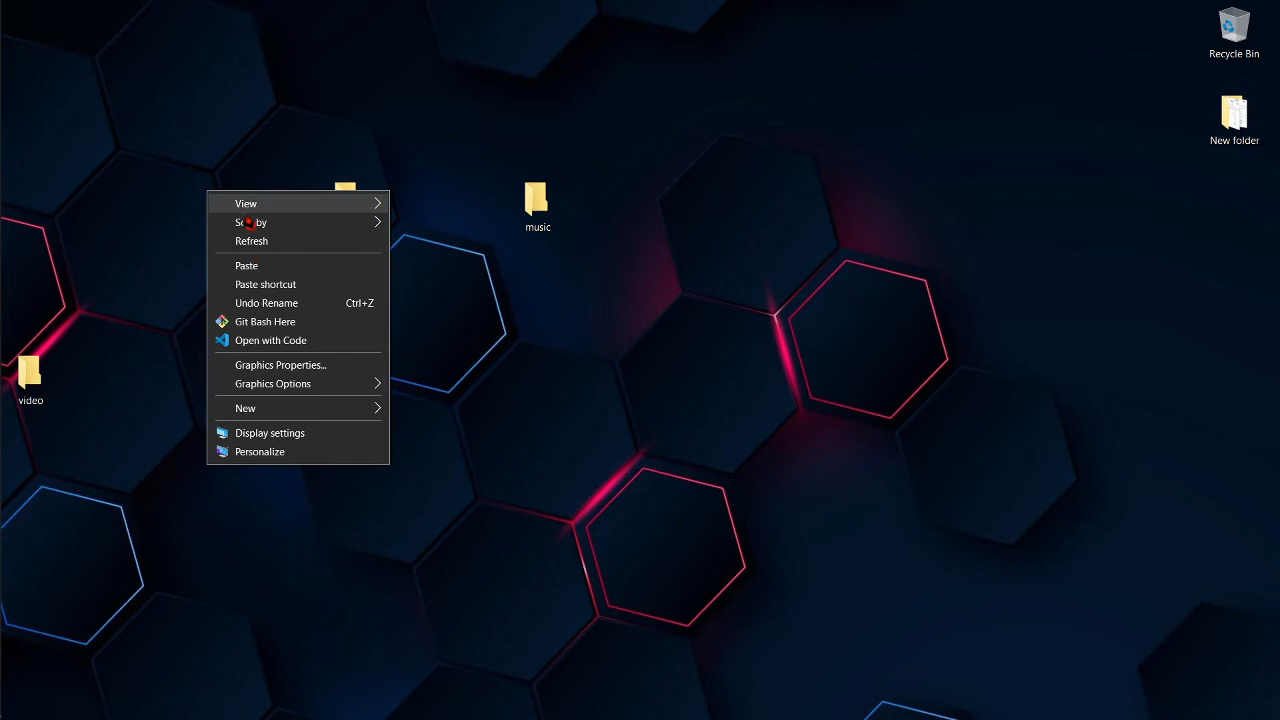 Recycle Bin
New folder
music
video
View
Sort by
Refresh
Paste
Paste shortcut
Undo Rename Ctrl+Z
Git Bash Here
Open with Code
Graphics Properties...
Graphics Options
New
Display settings
Personalize